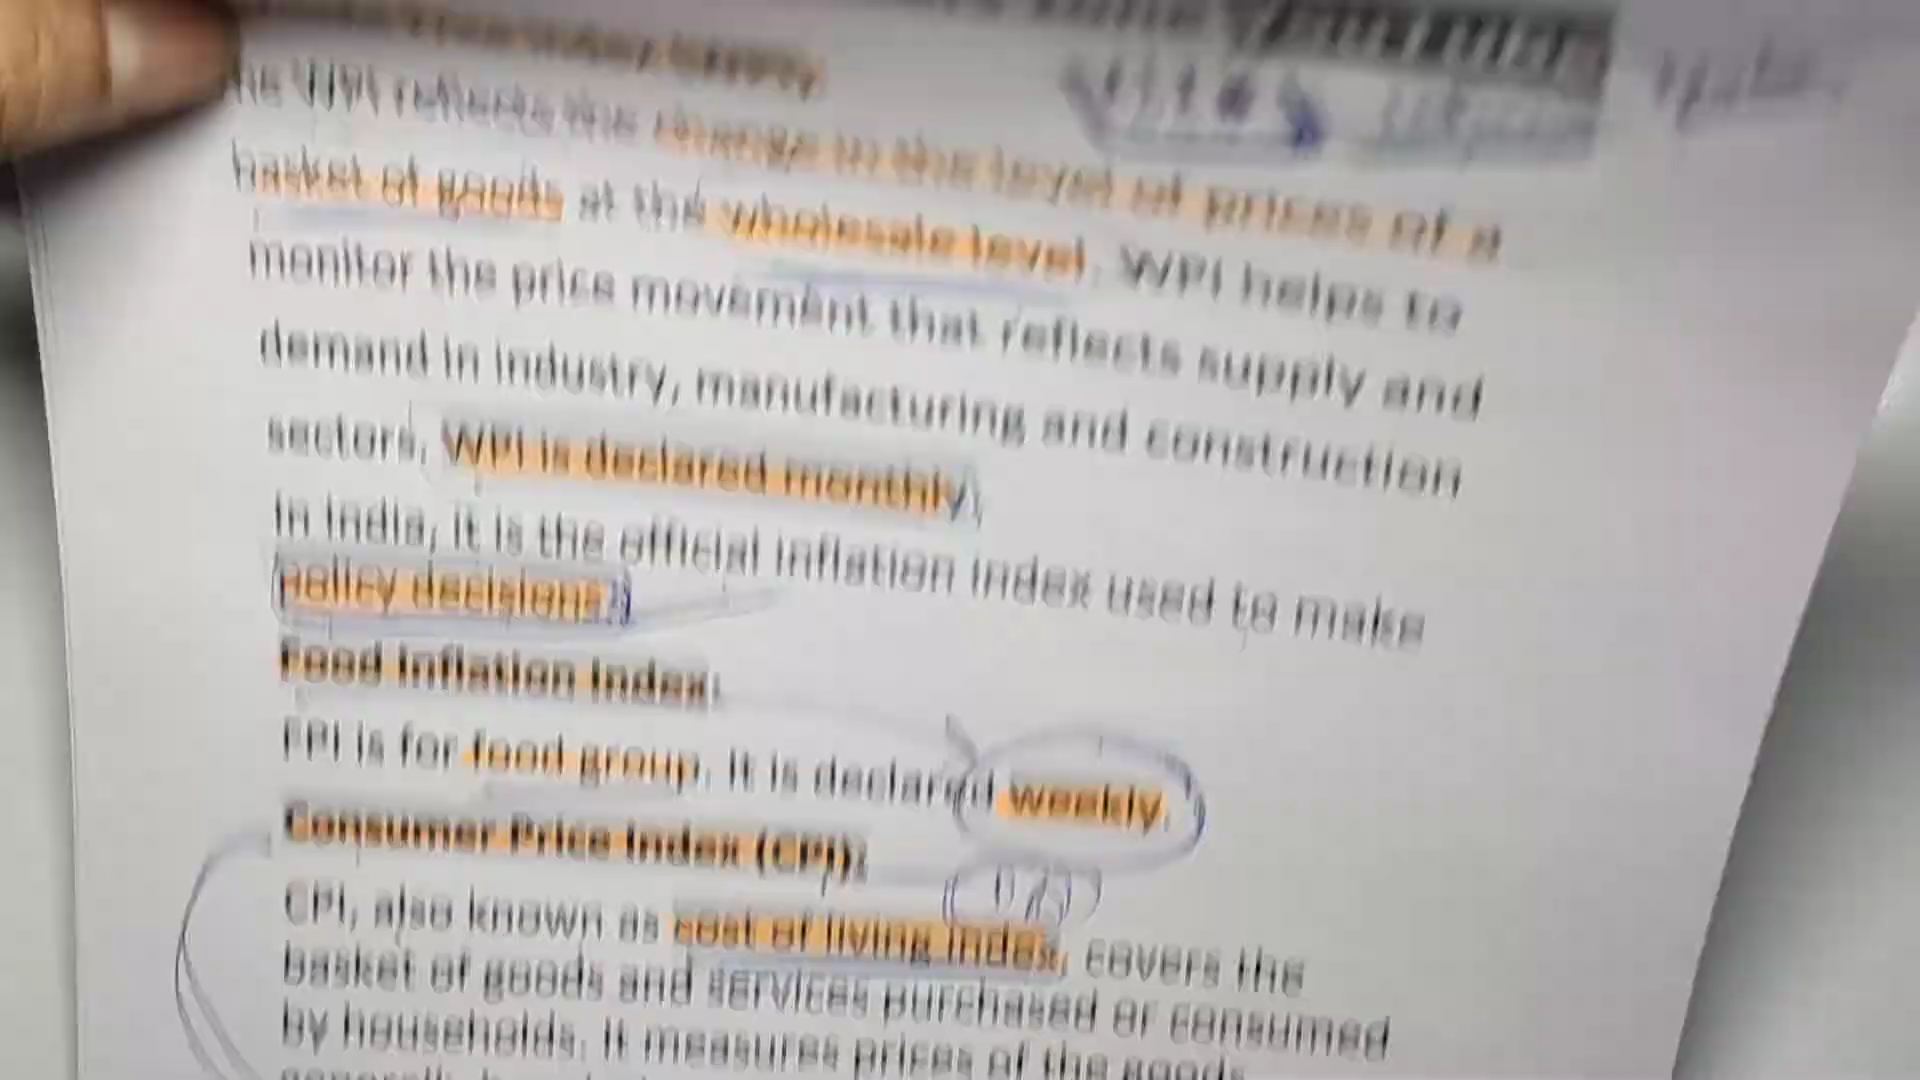 WPI reflects the change in the level of prices of a
basket of goods at the wholesale level. WPI helps to
monitor the price movement that reflects supply and
demand in industry, manufacturing and construction
sectors. WPI is declared monthly.
In India, it is the official inflation index used to make
policy decisions.
Food Inflation Index:
FPI is for food group. It is declared weekly.
Consumer Price Index (CPI):
CPI, also known as cost of living index, covers the
basket of goods and services purchased or consumed
by households. It measures prices of the goods